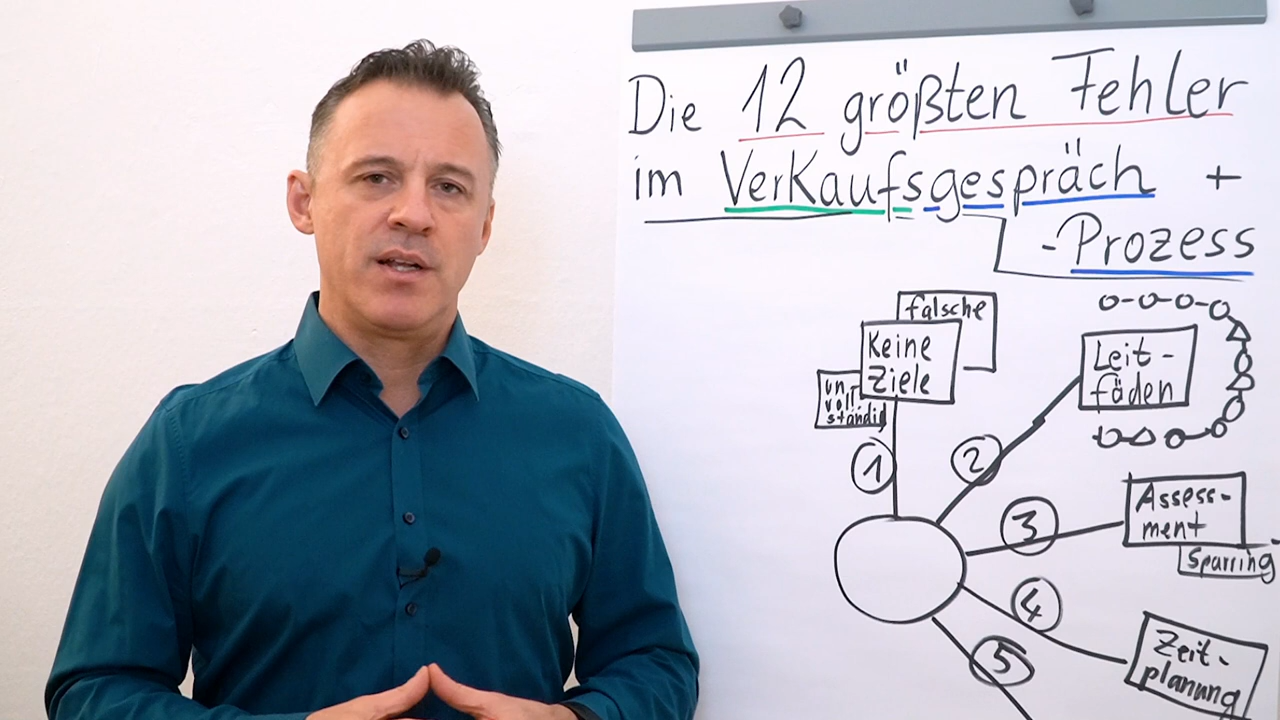 Die 12 größten Fehler
im Verkaufsgespräch +
-Prozess
falsche
Keine
Ziele
un
voll
ständig
1
Leit-
fäden
2
Assess-
ment
Sparring
3
Zeit-
planung
4
5